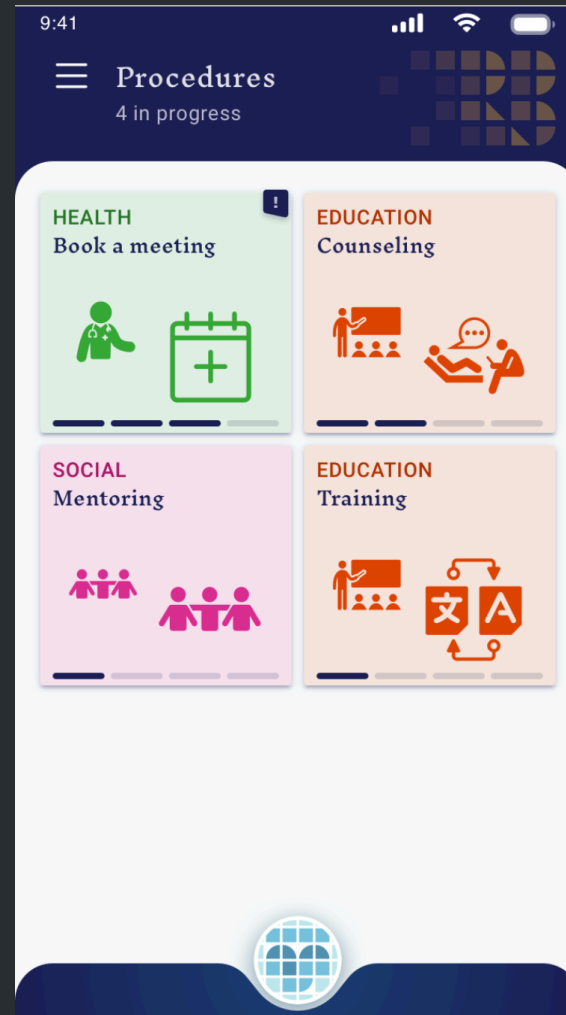 9:41
Procedures
4 in progress
!
HEALTH
Book a meeting
EDUCATION
Counseling
SOCIAL
Mentoring
EDUCATION
Training
文 A